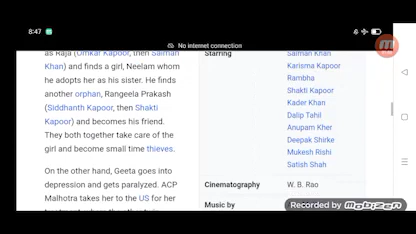 8:47
No internet connection
as Raja (Omkar Kapoor, then Salman
Khan) and finds a girl, Neelam whom
he adopts her as his sister. He finds
another orphan, Rangeela Prakash
(Siddhanth Kapoor, then Shakti
Kapoor) and becomes his friend.
They both together take care of the
girl and become small time thieves.
On the other hand, Geeta goes into
depression and gets paralyzed. ACP
Malhotra takes her to the US for her
Starring
Salman Khan
Karisma Kapoor
Rambha
Shakti Kapoor
Kader Khan
Dalip Tahil
Anupam Kher
Deepak Shirke
Mukesh Rishi
Satish Shah
Cinematography W. B. Rao
Music by
Recorded by Mobizen